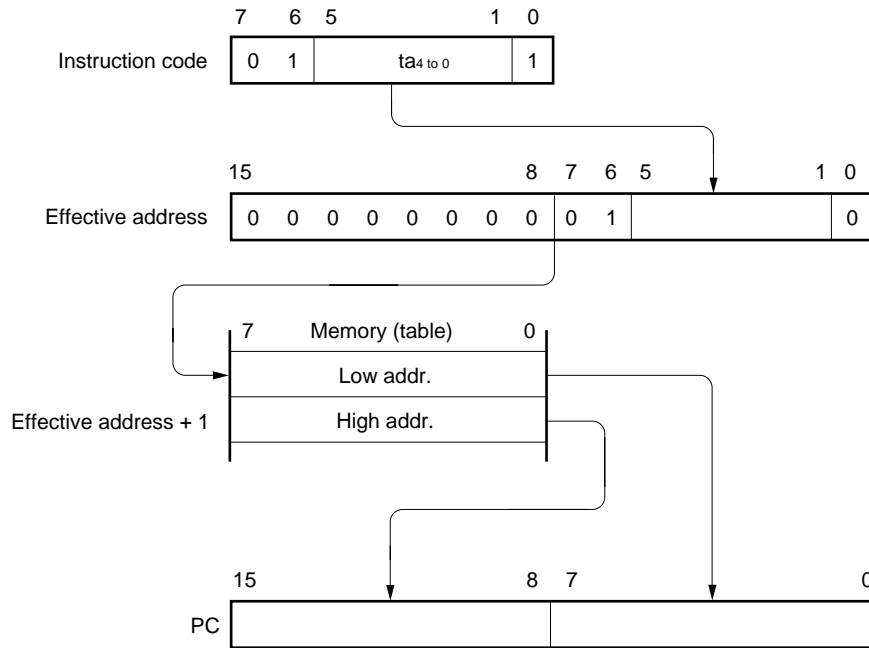 7 6 5 1 0
Instruction code 0 1 ta4 to 0 1
15 8 7 6 5 1 0
Effective address 0 0 0 0 0 0 0 0 0 1 0
7 Memory (table) 0
Low addr.
Effective address + 1 High addr.
15 8 7 0
PC